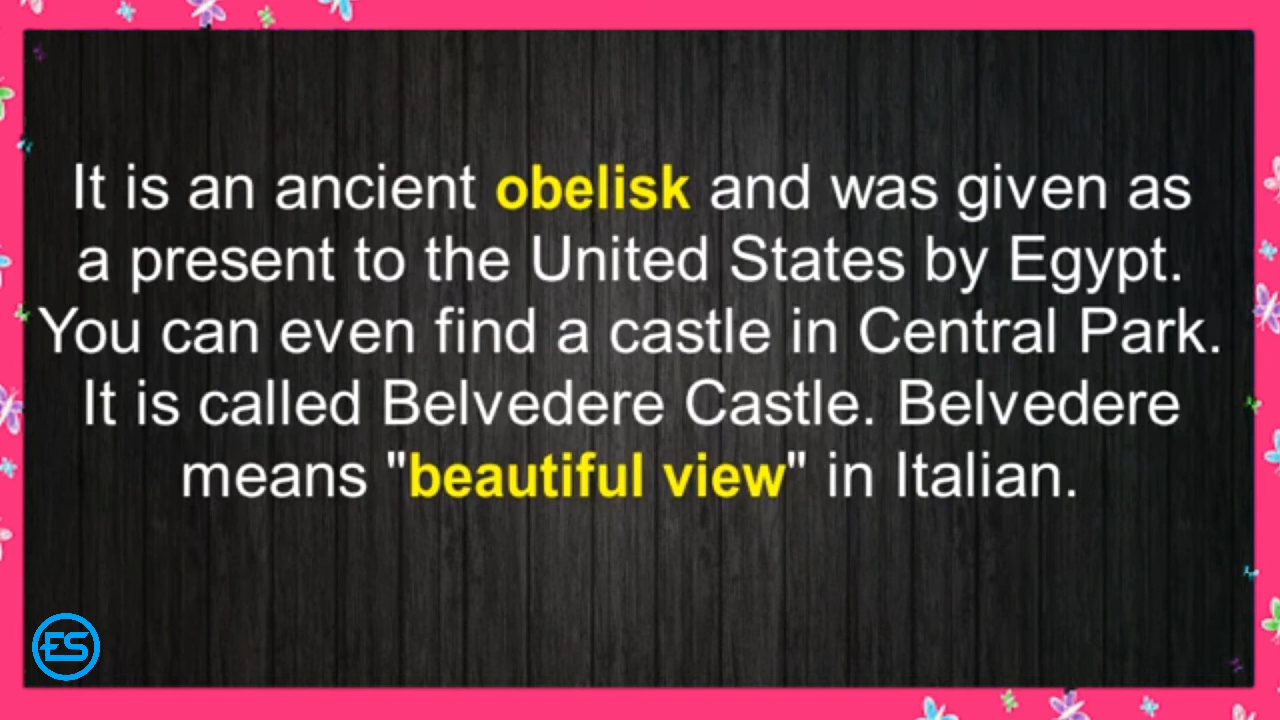 It is an ancient obelisk and was given as
a present to the United States by Egypt.
You can even find a castle in Central Park.
It is called Belvedere Castle. Belvedere
means "beautiful view" in Italian.
ES